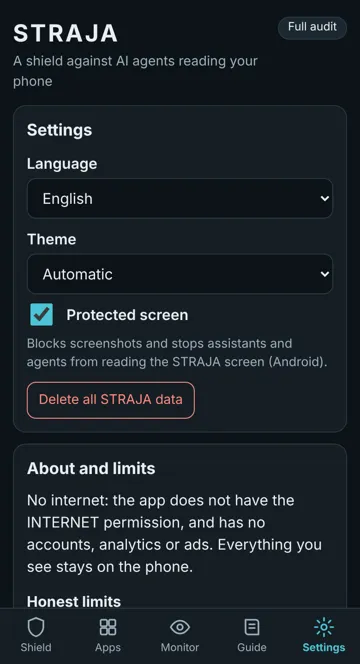 STRAJA
Full audit
A shield against AI agents reading your
phone
Settings
Language
English
Theme
Automatic
Protected screen
Blocks screenshots and stops assistants and
agents from reading the STRAJA screen (Android).
Delete all STRAJA data
About and limits
No internet: the app does not have the
INTERNET permission, and has no
accounts, analytics or ads. Everything you
see stays on the phone.
Honest limits
Shield
Apps
Monitor
Guide
Settings